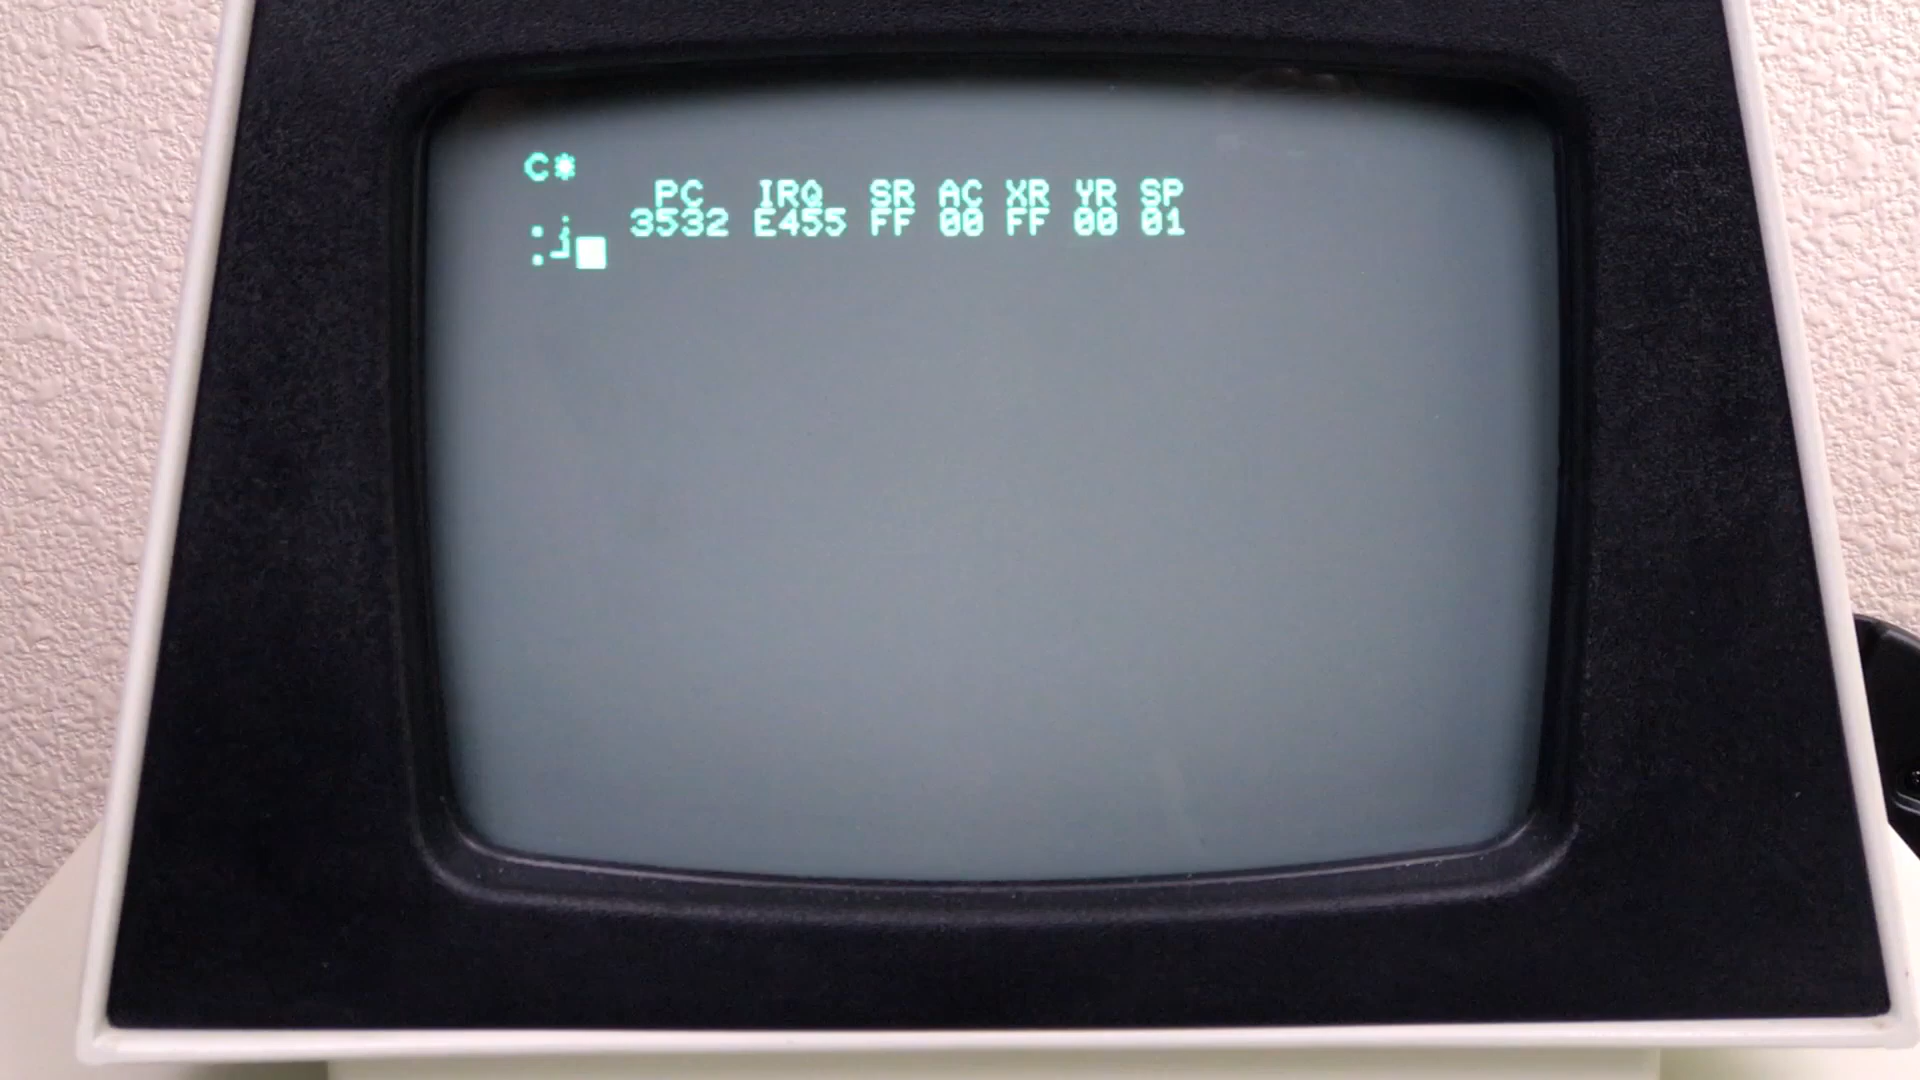 C*
PC IRQ SR AC XR YR SP
.; 3532 E455 FF 00 FF 00 01
.